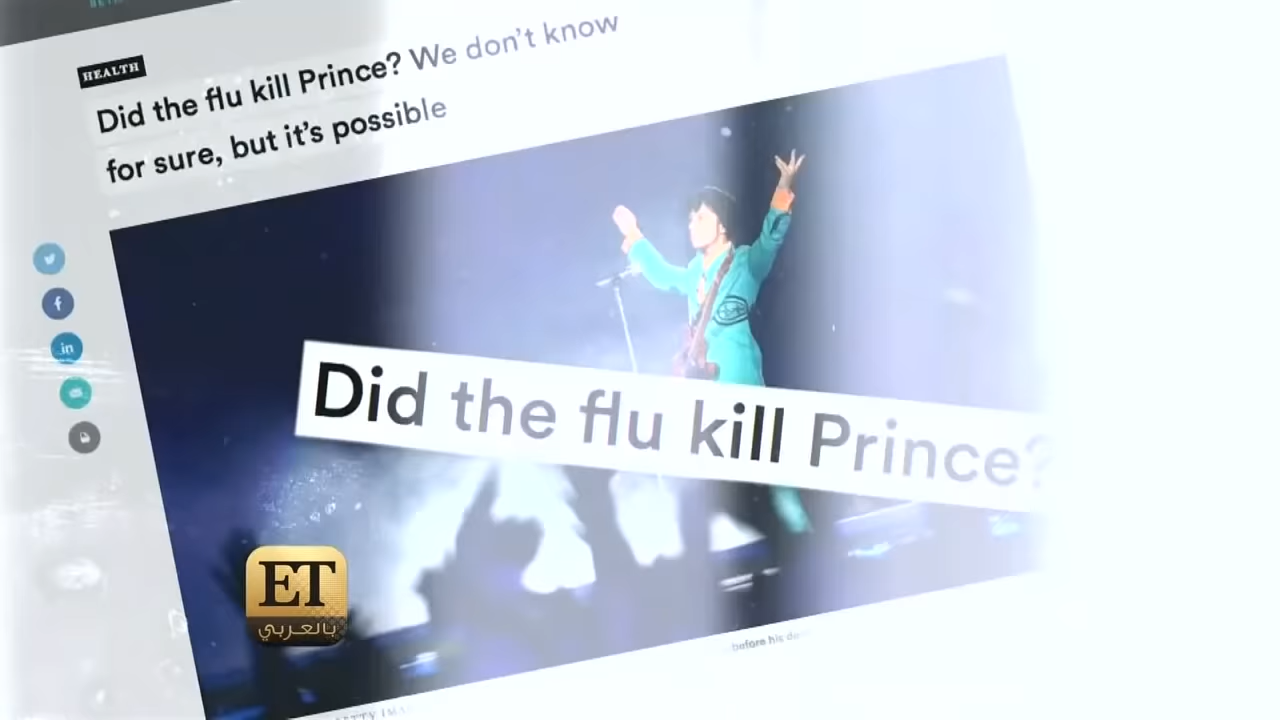 HEALTH
Did the flu kill Prince? We don't know
for sure, but it's possible
Did the flu kill Prince?
ET
بالعربي
before his